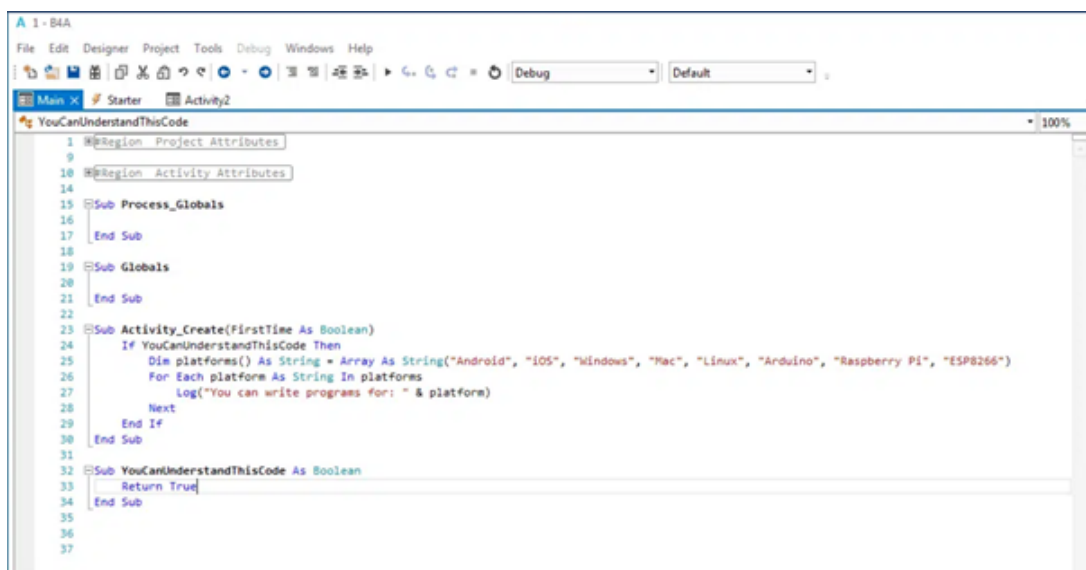 A 1 - B4A
File Edit Designer Project Tools Debug Windows Help
Debug Default
Main × Starter Activity2
YouCanUnderstandThisCode 100%
1 #Region Project Attributes
9
10 #Region Activity Attributes
14
15 Sub Process_Globals
16
17 End Sub
18
19 Sub Globals
20
21 End Sub
22
23 Sub Activity_Create(FirstTime As Boolean)
24 If YouCanUnderstandThisCode Then
25 Dim platforms() As String = Array As String("Android", "iOS", "Windows", "Mac", "Linux", "Arduino", "Raspberry Pi", "ESP8266")
26 For Each platform As String In platforms
27 Log("You can write programs for: " & platform)
28 Next
29 End If
30 End Sub
31
32 Sub YouCanUnderstandThisCode As Boolean
33 Return True
34 End Sub
35
36
37